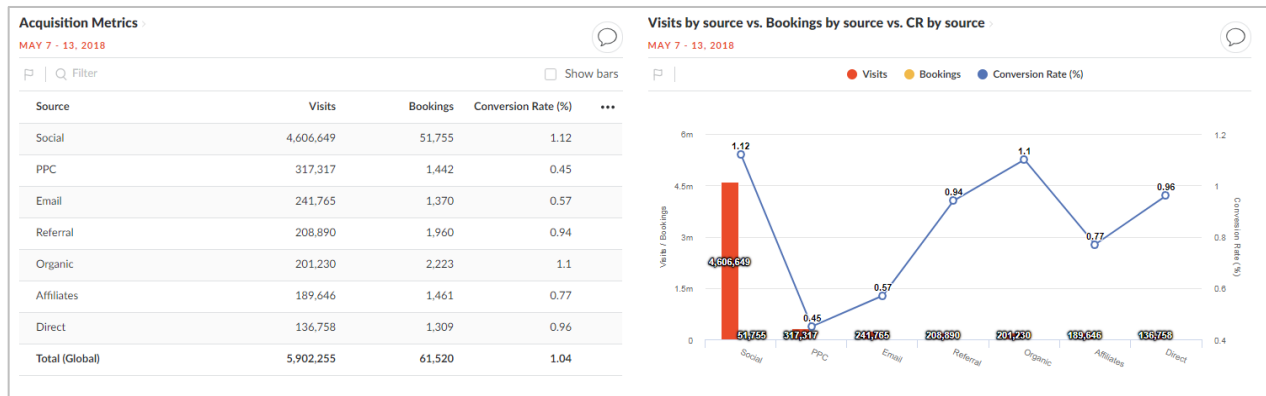 Acquisition Metrics
MAY 7 - 13, 2018
Filter
Show bars
Source Visits Bookings Conversion Rate (%)
Social 4,606,649 51,755 1.12
PPC 317,317 1,442 0.45
Email 241,765 1,370 0.57
Referral 208,890 1,960 0.94
Organic 201,230 2,223 1.1
Affiliates 189,646 1,461 0.77
Direct 136,758 1,309 0.96
Total (Global) 5,902,255 61,520 1.04
Visits by source vs. Bookings by source vs. CR by source
MAY 7 - 13, 2018
Visits Bookings Conversion Rate (%)
6m 1.2
1.12
1.1
4.5m 1
0.94 0.96
3m 0.8
0.77
4,606,649
1.5m 0.6
0.57
0.45
0 0.4
51,755 317,317 241,765 208,890 201,230 189,646 136,758
Social PPC Email Referral Organic Affiliates Direct
Visits / Bookings
Conversion Rate (%)